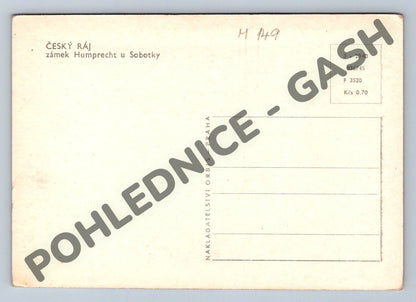 ČESKÝ RÁJ
zámek Humprecht u Sobotky
M 149
F 3520
Kčs 0.70
NAKLADATELSTVÍ ORBIS PRAHA
POHLEDNICE - GASH